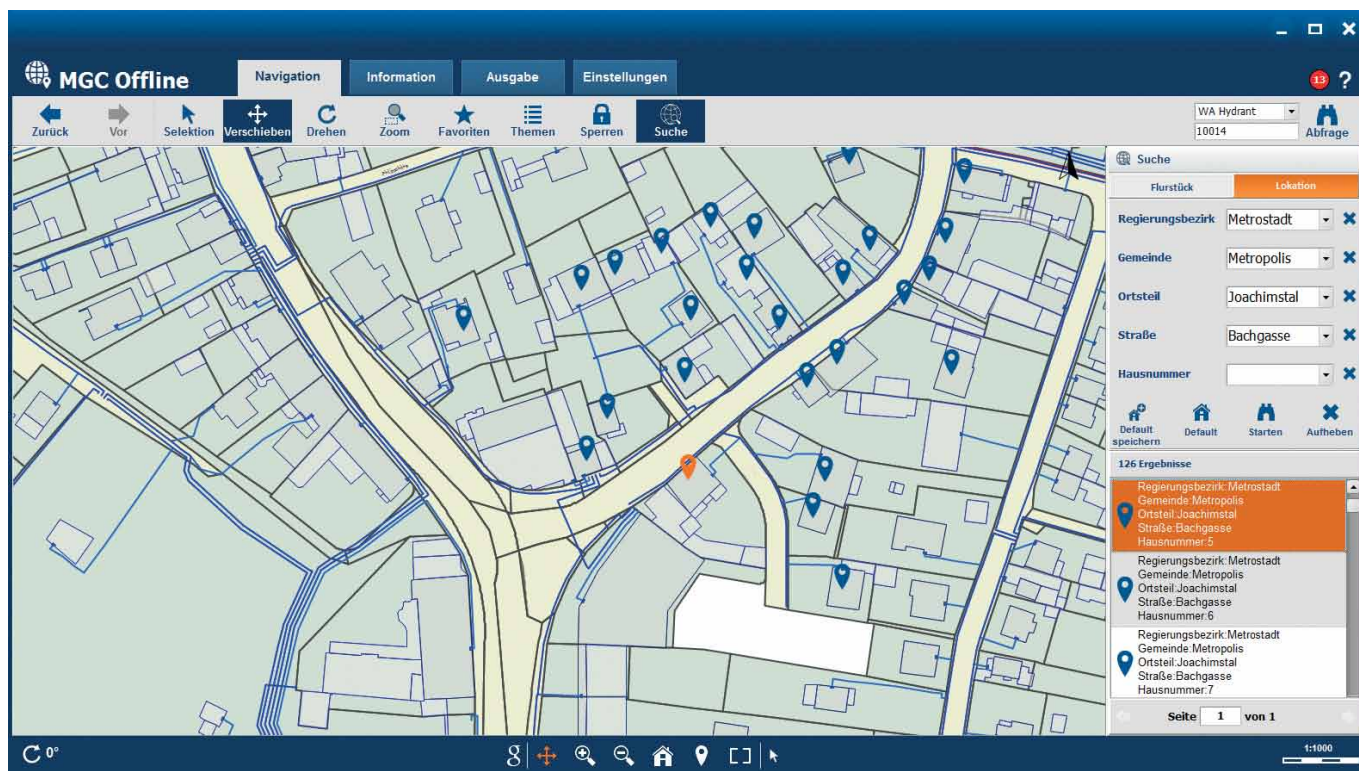 MGC Offline
Navigation
Information
Ausgabe
Einstellungen
13
?
Zurück
Vor
Selektion
Verschieben
Drehen
Zoom
Favoriten
Themen
Sperren
Suche
WA Hydrant
10014
Abfrage
Suche
Flurstück
Lokation
Regierungsbezirk Metrostadt
Gemeinde Metropolis
Ortsteil Joachimstal
Straße Bachgasse
Hausnummer
Default speichern
Default
Starten
Aufheben
126 Ergebnisse
Regierungsbezirk:Metrostadt
Gemeinde:Metropolis
Ortsteil:Joachimstal
Straße:Bachgasse
Hausnummer:5
Regierungsbezirk:Metrostadt
Gemeinde:Metropolis
Ortsteil:Joachimstal
Straße:Bachgasse
Hausnummer:6
Regierungsbezirk:Metrostadt
Gemeinde:Metropolis
Ortsteil:Joachimstal
Straße:Bachgasse
Hausnummer:7
Seite 1 von 1
0°
g
1:1000